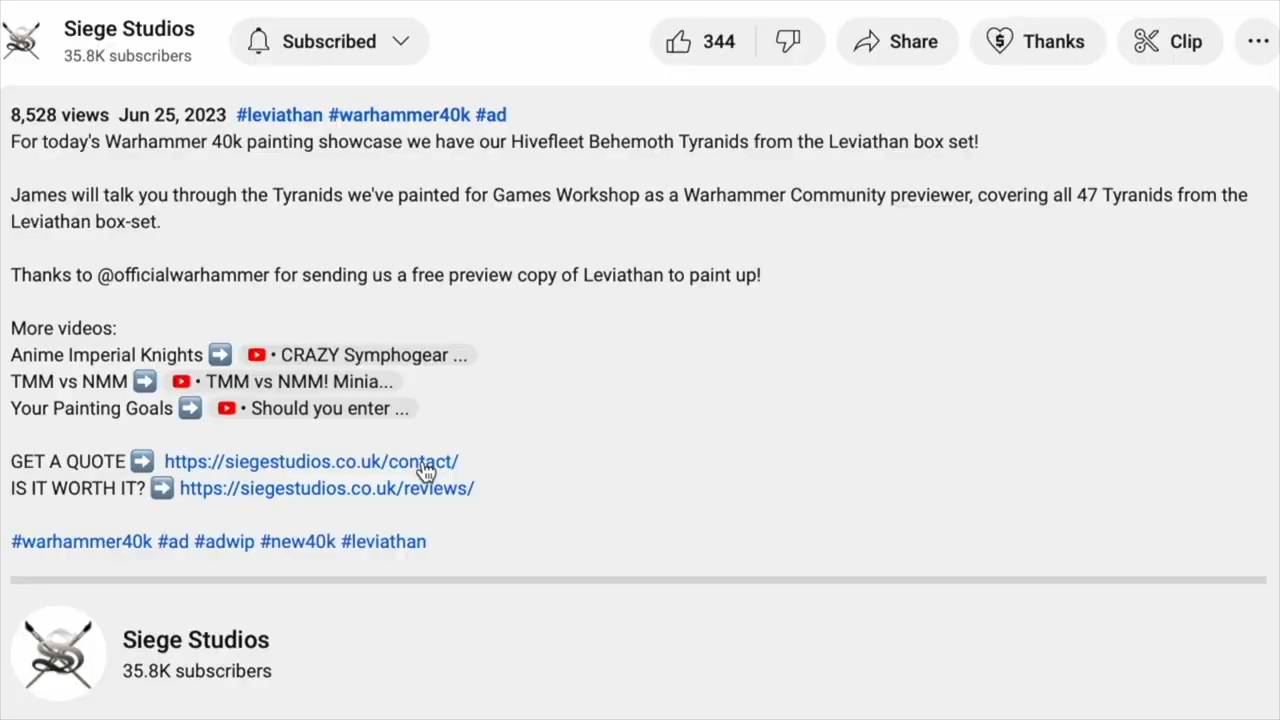 Siege Studios
35.8K subscribers
Subscribed
344
Share
Thanks
Clip
8,528 views Jun 25, 2023 #leviathan #warhammer40k #ad
For today's Warhammer 40k painting showcase we have our Hivefleet Behemoth Tyranids from the Leviathan box set!
James will talk you through the Tyranids we've painted for Games Workshop as a Warhammer Community previewer, covering all 47 Tyranids from the
Leviathan box-set.
Thanks to @officialwarhammer for sending us a free preview copy of Leviathan to paint up!
More videos:
Anime Imperial Knights ➡️ • CRAZY Symphogear ...
TMM vs NMM ➡️ • TMM vs NMM! Minia...
Your Painting Goals ➡️ • Should you enter ...
GET A QUOTE ➡️ https://siegestudios.co.uk/contact/
IS IT WORTH IT? ➡️ https://siegestudios.co.uk/reviews/
#warhammer40k #ad #adwip #new40k #leviathan
Siege Studios
35.8K subscribers